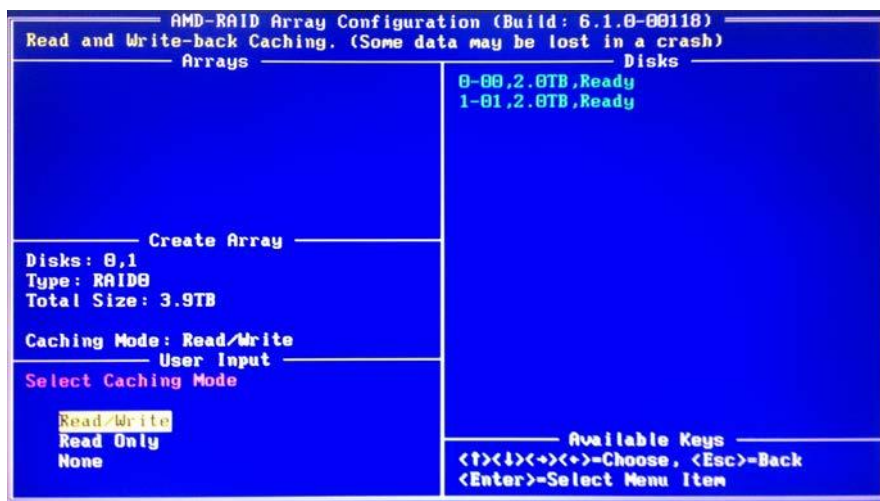 AMD-RAID Array Configuration (Build: 6.1.0-00118)
Read and Write-back Caching. (Some data may be lost in a crash)
Arrays
Disks
0-00,2.0TB,Ready
1-01,2.0TB,Ready
Create Array
Disks: 0,1
Type: RAID0
Total Size: 3.9TB
Caching Mode: Read/Write
User Input
Select Caching Mode
Read/Write
Read Only
None
Available Keys
<↑><↓><→><←>=Choose, <Esc>=Back
<Enter>=Select Menu Item